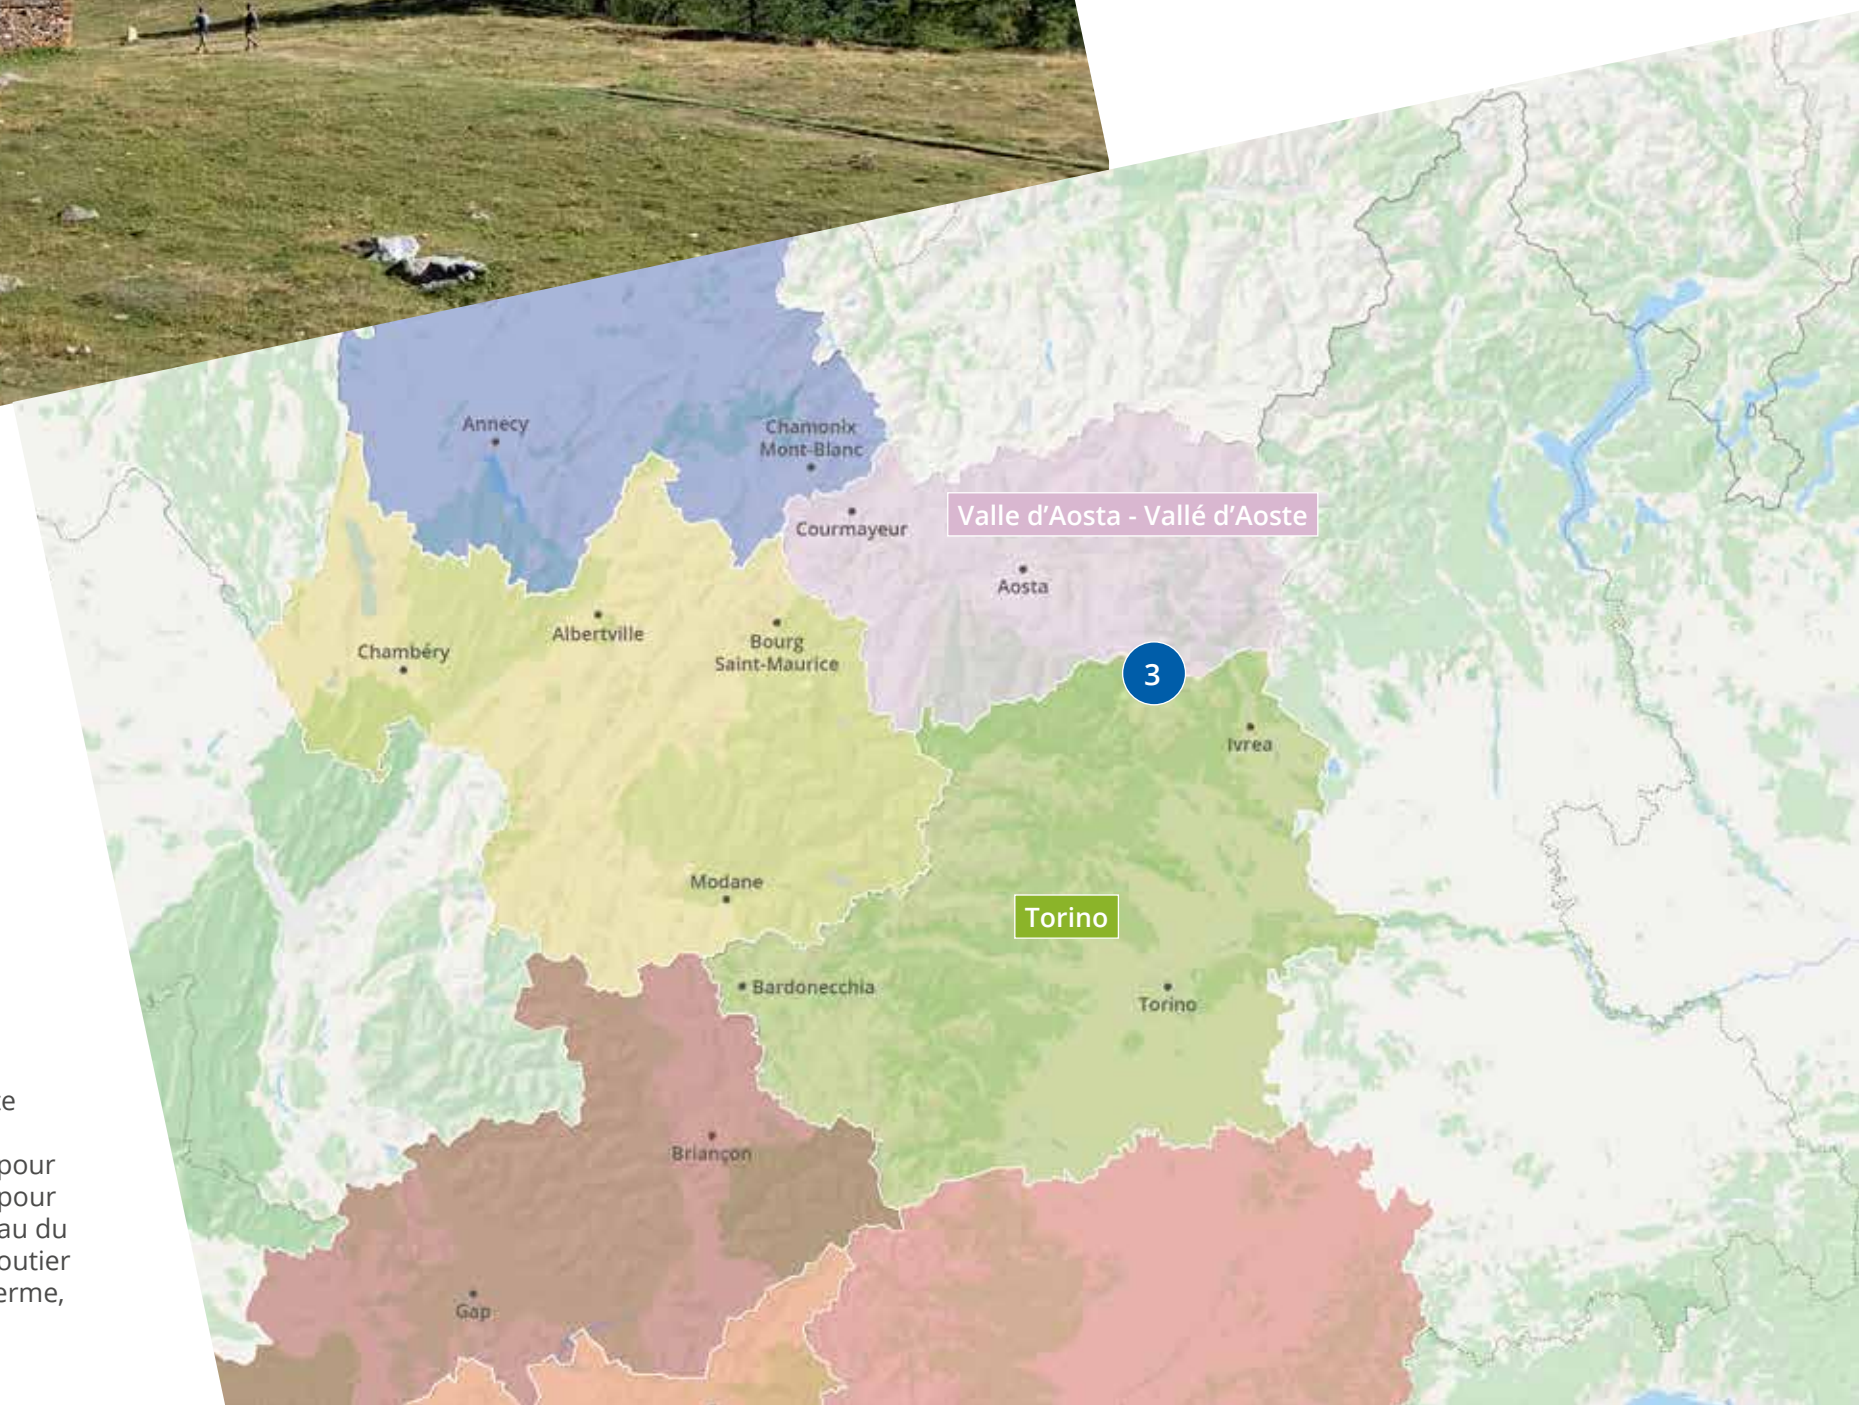 Annecy
Chamonix
Mont-Blanc
Courmayeur
Valle d’Aosta - Vallé d’Aoste
Aosta
Albertville
Bourg
Saint-Maurice
Chambéry
3
Ivrea
Modane
Torino
Bardonecchia
Torino
Briançon
Gap
pour
pour
au du
outier
erme,